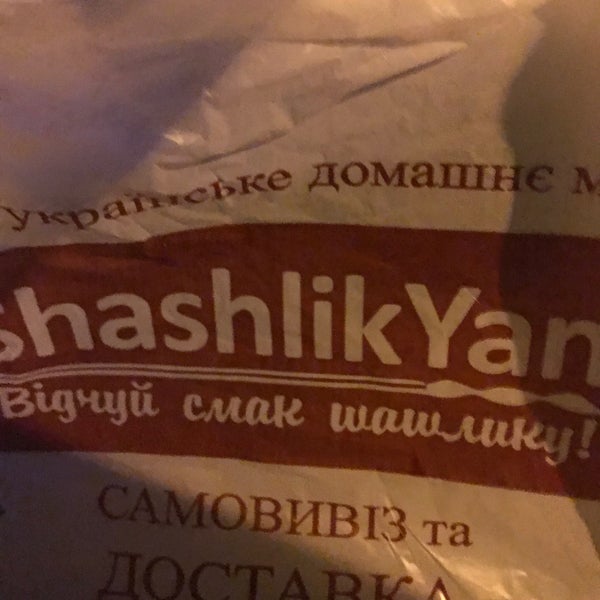 українське домашнє м
ShashlikYan
Відчуй смак шашлику!
САМОВИВІЗ та
ДОСТАВКА